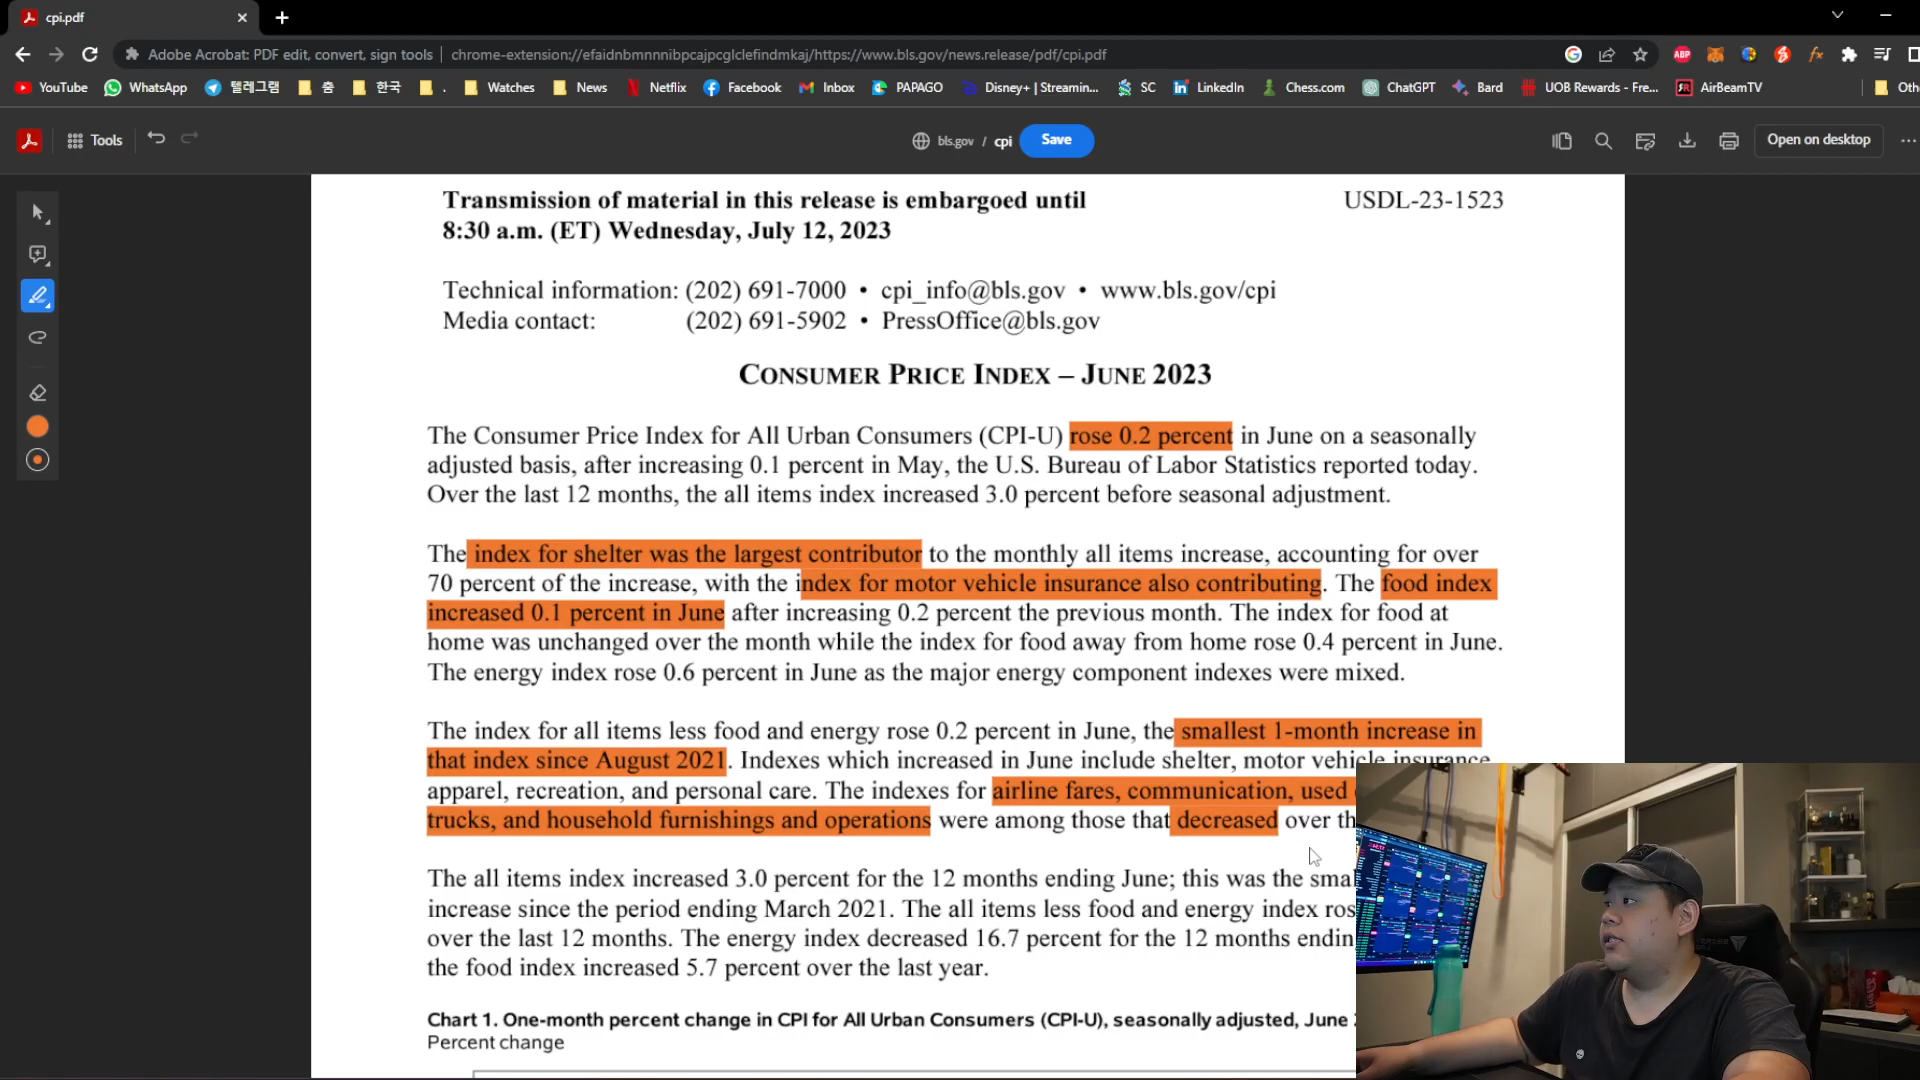 cpi.pdf
Adobe Acrobat: PDF edit, convert, sign tools | chrome-extension://efaidnbmnnnibpcajpcglclefindmkaj/https://www.bls.gov/news.release/pdf/cpi.pdf
YouTube WhatsApp 텔레그램 춤 한국 . Watches News Netflix Facebook Inbox PAPAGO Disney+ | Streamin... SC LinkedIn Chess.com ChatGPT Bard UOB Rewards - Fre... AirBeamTV Oth
Tools bls.gov / cpi Save Open on desktop
Transmission of material in this release is embargoed until USDL-23-1523
8:30 a.m. (ET) Wednesday, July 12, 2023
Technical information: (202) 691-7000 • cpi_info@bls.gov • www.bls.gov/cpi
Media contact: (202) 691-5902 • PressOffice@bls.gov
CONSUMER PRICE INDEX – JUNE 2023
The Consumer Price Index for All Urban Consumers (CPI-U) rose 0.2 percent in June on a seasonally
adjusted basis, after increasing 0.1 percent in May, the U.S. Bureau of Labor Statistics reported today.
Over the last 12 months, the all items index increased 3.0 percent before seasonal adjustment.
The index for shelter was the largest contributor to the monthly all items increase, accounting for over
70 percent of the increase, with the index for motor vehicle insurance also contributing. The food index
increased 0.1 percent in June after increasing 0.2 percent the previous month. The index for food at
home was unchanged over the month while the index for food away from home rose 0.4 percent in June.
The energy index rose 0.6 percent in June as the major energy component indexes were mixed.
The index for all items less food and energy rose 0.2 percent in June, the smallest 1-month increase in
that index since August 2021. Indexes which increased in June include shelter, motor vehicle insurance
apparel, recreation, and personal care. The indexes for airline fares, communication, used
trucks, and household furnishings and operations were among those that decreased over th
The all items index increased 3.0 percent for the 12 months ending June; this was the sma
increase since the period ending March 2021. The all items less food and energy index ros
over the last 12 months. The energy index decreased 16.7 percent for the 12 months endin
the food index increased 5.7 percent over the last year.
Chart 1. One-month percent change in CPI for All Urban Consumers (CPI-U), seasonally adjusted, June
Percent change